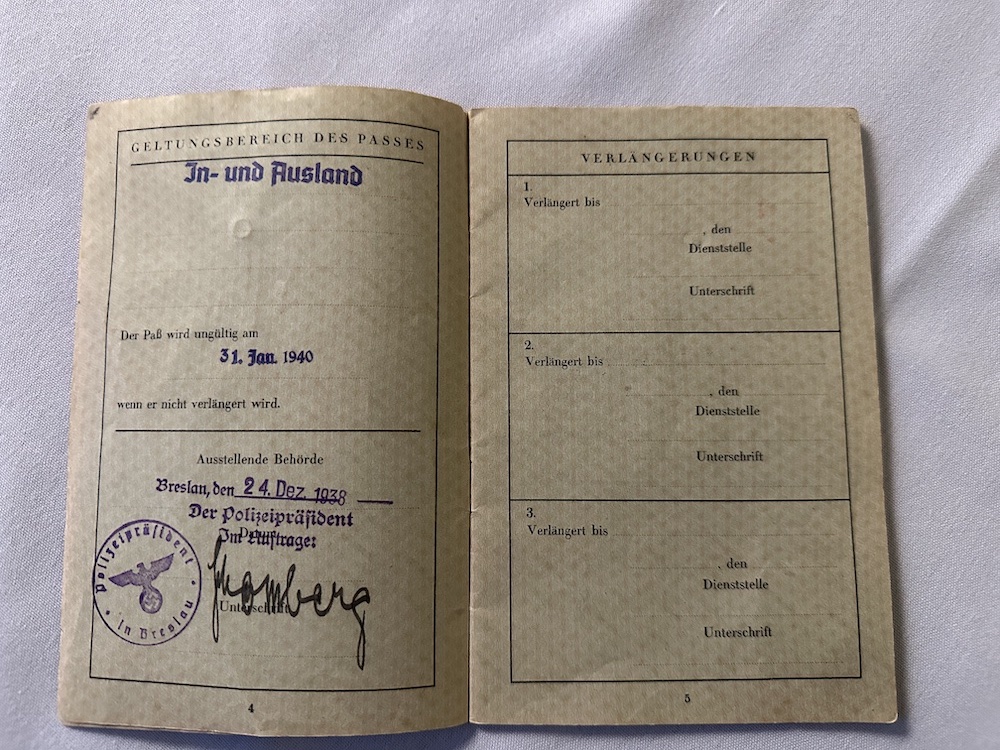 GELTUNGSBEREICH DES PASSES
In- und Ausland
Der Paß wird ungültig am
31. Jan. 1940
wenn er nicht verlängert wird.
Ausstellende Behörde
Breslau, den 24. Dez. 1938
Der Polizeipräsident
Datum
Im Auftrage:
Polizeipräsident
in Breslau
Unterschrift
4
VERLÄNGERUNGEN
1.
Verlängert bis
, den
Dienststelle
Unterschrift
2.
Verlängert bis
, den
Dienststelle
Unterschrift
3.
Verlängert bis
, den
Dienststelle
Unterschrift
5